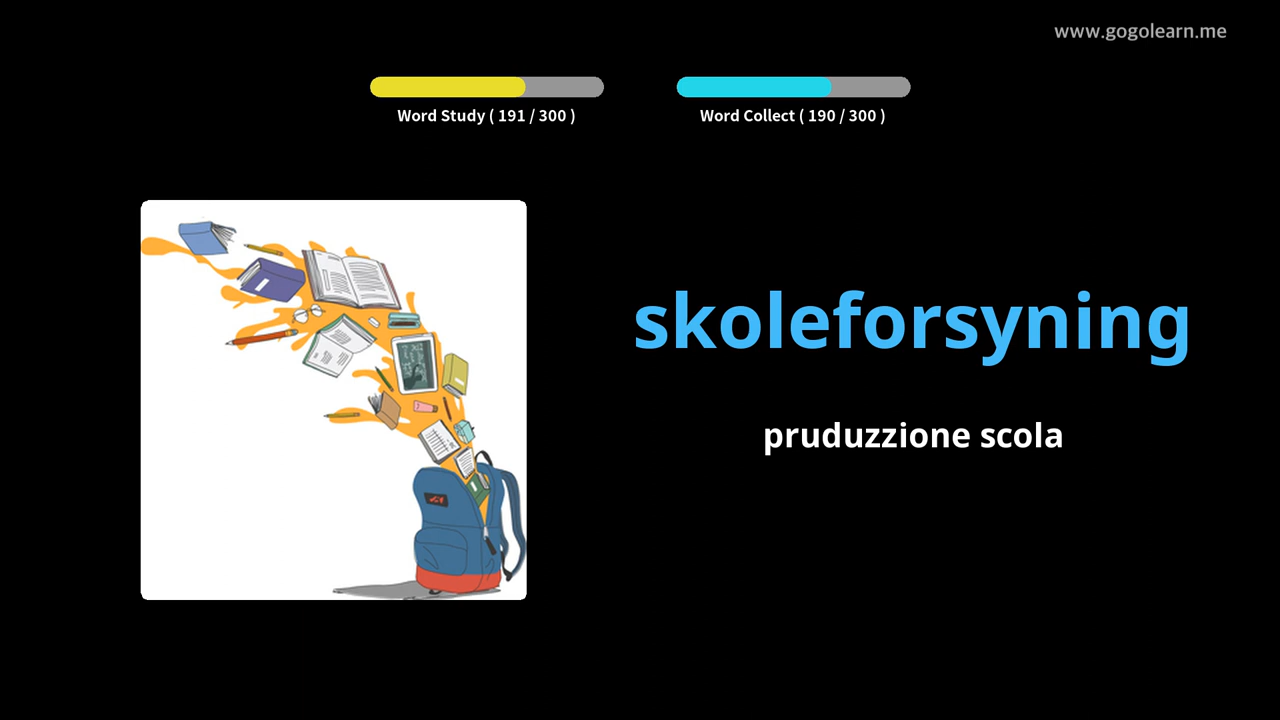 www.gogolearn.me
Word Study ( 191 / 300 )
Word Collect ( 190 / 300 )
skoleforsyning
pruduzzione scola